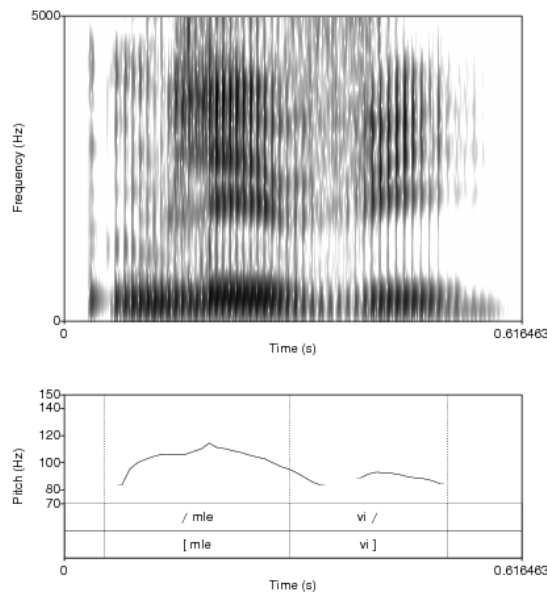 5000
Frequency (Hz)
0
0
0.616463
Time (s)
150
140
120
100
80
70
Pitch (Hz)
/ mle
vi /
[ mle
vi ]
0
0.616463
Time (s)